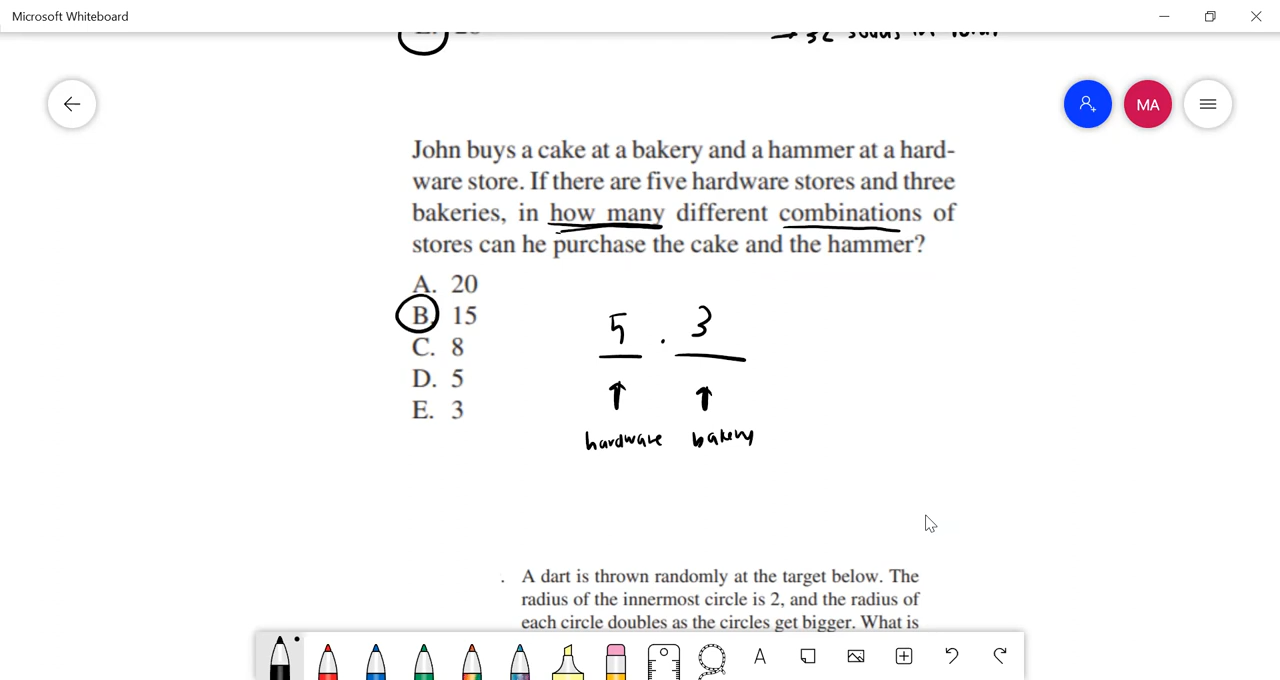 Microsoft Whiteboard
MA
John buys a cake at a bakery and a hammer at a hard-
ware store. If there are five hardware stores and three
bakeries, in how many different combinations of
stores can he purchase the cake and the hammer?
A. 20
B. 15
C. 8
D. 5
E. 3
5 . 3
hardware bakery
. A dart is thrown randomly at the target below. The
radius of the innermost circle is 2, and the radius of
each circle doubles as the circles get bigger. What is
A